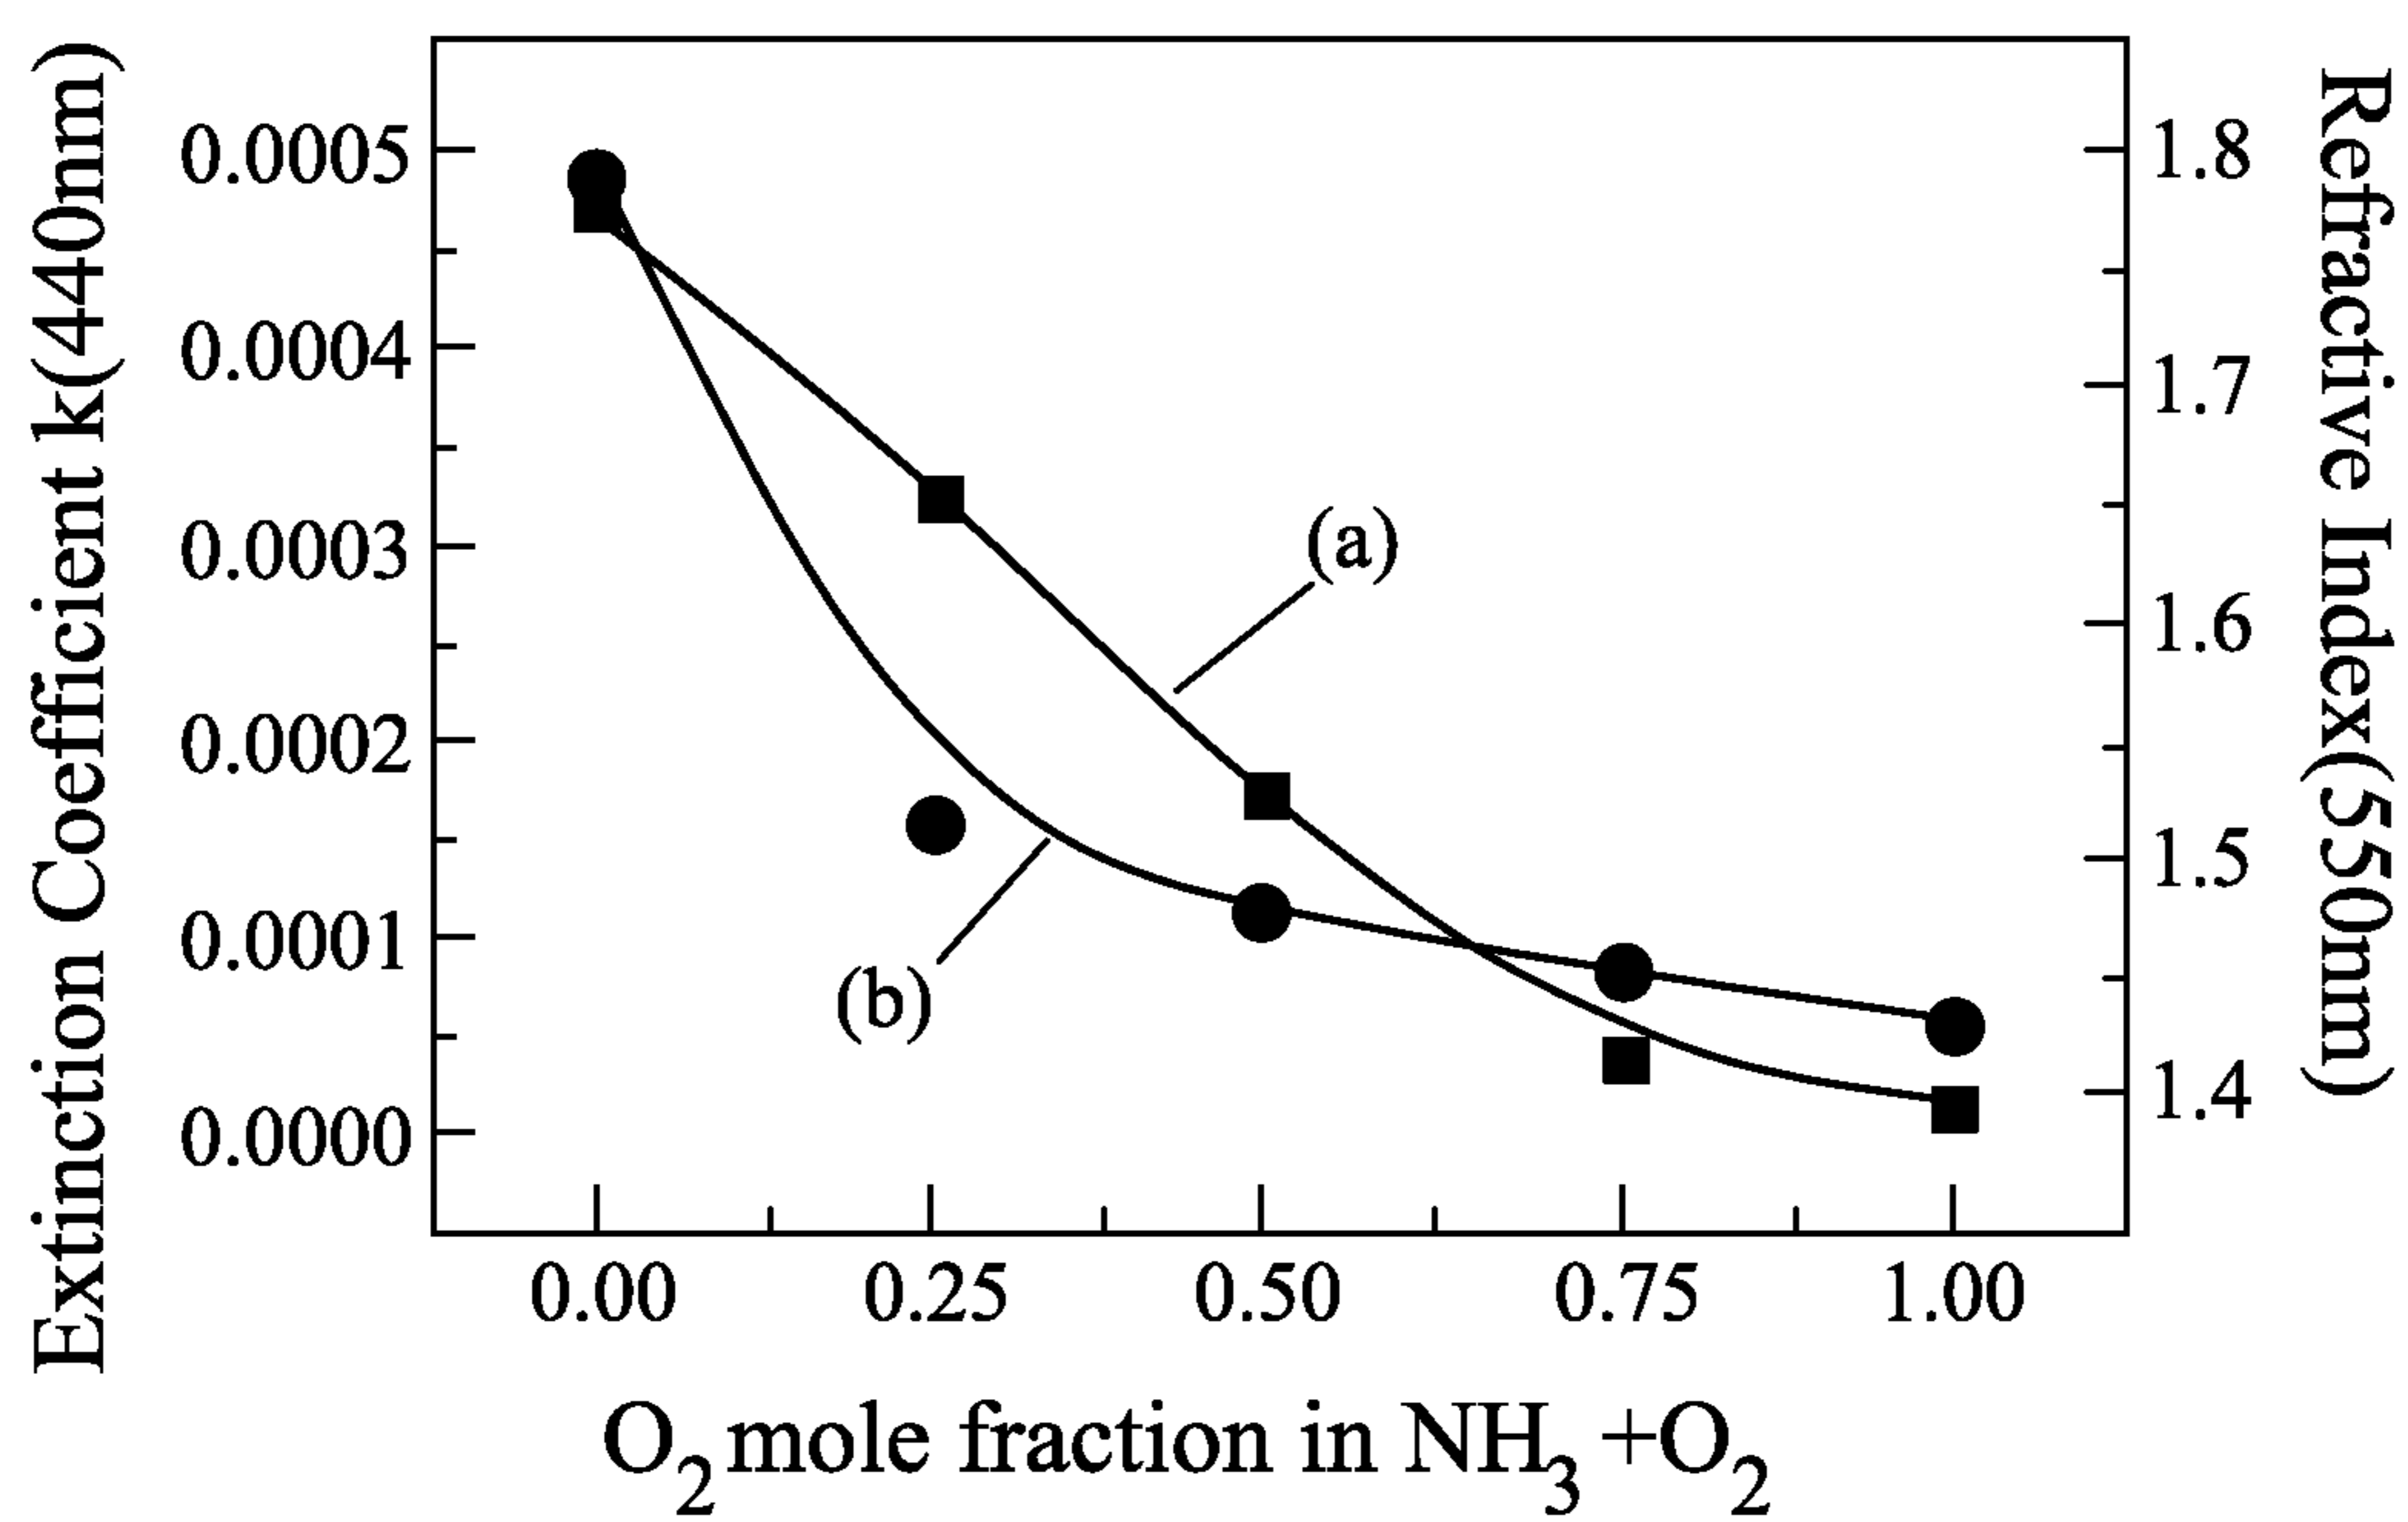 Extinction Coefficient k(440nm)
0.0005
0.0004
0.0003
0.0002
0.0001
0.0000
(a)
(b)
1.8
1.7
1.6
1.5
1.4
Refractive Index(550nm)
0.00 0.25 0.50 0.75 1.00
O₂ mole fraction in NH₃ +O₂